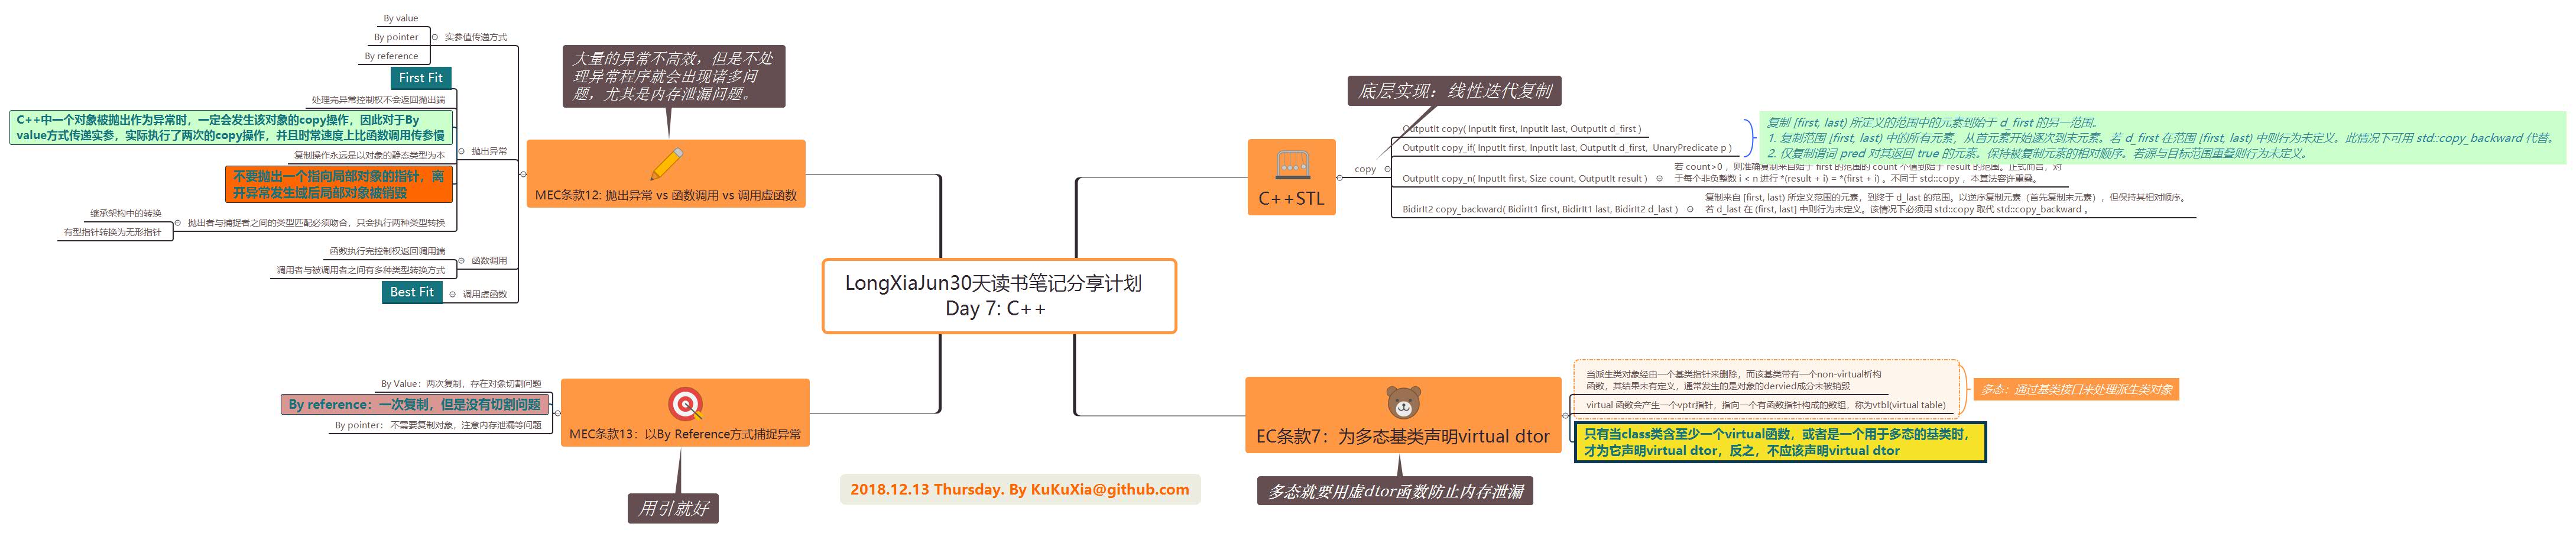 LongXiaJun30天读书笔记分享计划
Day 7: C++
大量的异常不高效，但是不处
理异常程序就会出现诸多问
题，尤其是内存泄漏问题。
MEC条款12: 抛出异常 vs 函数调用 vs 调用虚函数
实参值传递方式
By value
By pointer
By reference
抛出异常
First Fit
处理完异常控制权不会返回抛出端
C++中一个对象被抛出作为异常时，一定会发生该对象的copy操作，因此对于By
value方式传递实参，实际执行了两次的copy操作，并且时常速度上比函数调用传参慢
复制操作永远是以对象的静态类型为本
不要抛出一个指向局部对象的指针，离
开异常发生域后局部对象被销毁
抛出者与捕捉者之间的类型匹配必须吻合，只会执行两种类型转换
继承架构中的转换
有型指针转换为无形指针
函数调用
函数执行完控制权返回调用端
调用者与被调用者之间有多种类型转换方式
调用虚函数
Best Fit
MEC条款13：以By Reference方式捕捉异常
By Value：两次复制，存在对象切割问题
By reference：一次复制，但是没有切割问题
By pointer：不需要复制对象，注意内存泄漏等问题
用引就好
C++STL
底层实现：线性迭代复制
copy
OutputIt copy( InputIt first, InputIt last, OutputIt d_first )
OutputIt copy_if( InputIt first, InputIt last, OutputIt d_first,  UnaryPredicate p )
复制 [first, last) 所定义的范围中的元素到始于 d_first 的另一范围。
1. 复制范围 [first, last) 中的所有元素，从首元素开始逐次到末元素。若 d_first 在范围 [first, last) 中则行为未定义。此情况下可用 std::copy_backward 代替。
2. 仅复制谓词 pred 对其返回 true 的元素。保持被复制元素的相对顺序。若源与目标范围重叠则行为未定义。
OutputIt copy_n( InputIt first, Size count, OutputIt result )
若 count>0 ，则准确复制来自始于 first 的范围的 count 个值到始于 result 的范围。正式而言，对
于每个非负整数 i < n 进行 *(result + i) = *(first + i) 。不同于 std::copy ，本算法容许重叠。
BidirIt2 copy_backward( BidirIt1 first, BidirIt1 last, BidirIt2 d_last )
复制来自 [first, last) 所定义范围的元素，到终于 d_last 的范围。以逆序复制元素（首先复制末元素），但保持其相对顺序。
若 d_last 在 (first, last] 中则行为未定义。该情况下必须用 std::copy 取代 std::copy_backward 。
EC条款7：为多态基类声明virtual dtor
当派生类对象经由一个基类指针来删除，而该基类带有一个non-virtual析构
函数，其结果未有定义，通常发生的是对象的dervied成分未被销毁
virtual 函数会产生一个vptr指针，指向一个有函数指针构成的数组，称为vtbl(virtual table)
多态：通过基类接口来处理派生类对象
只有当class类含至少一个virtual函数，或者是一个用于多态的基类时，
才为它声明virtual dtor，反之，不应该声明virtual dtor
多态就要用虚dtor函数防止内存泄漏
2018.12.13 Thursday. By KuKuXia@github.com